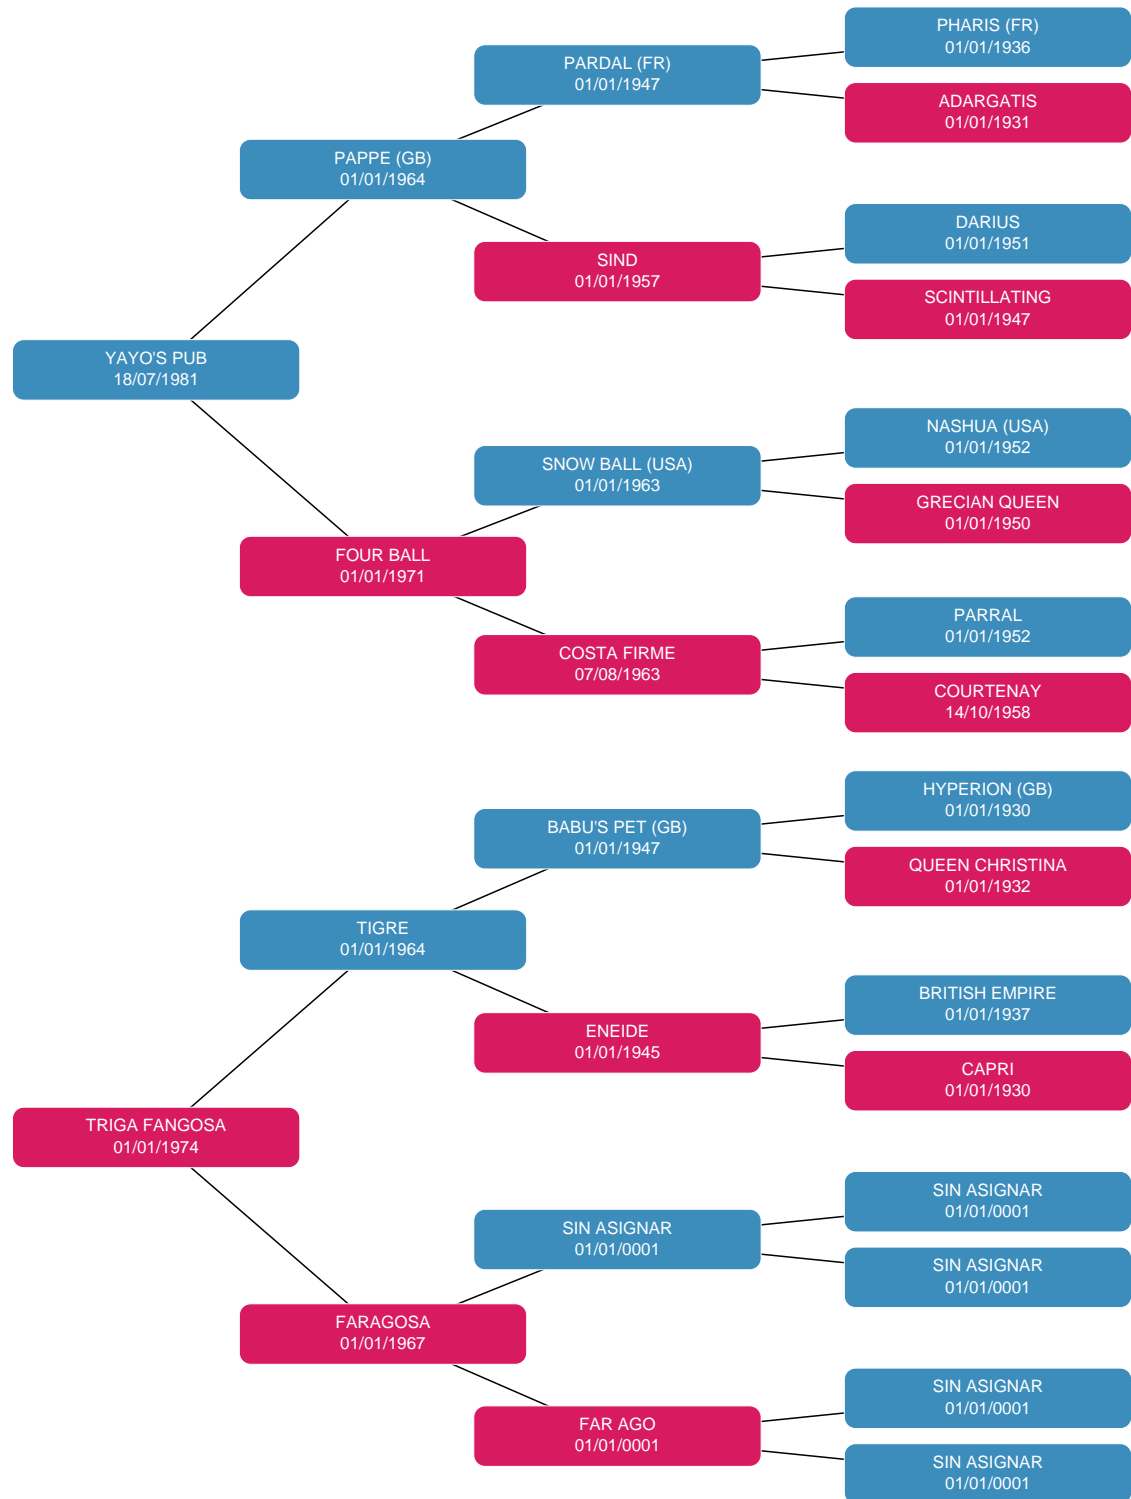 PHARIS (FR)
01/01/1936
PARDAL (FR)
01/01/1947
ADARGATIS
01/01/1931
PAPPE (GB)
01/01/1964
DARIUS
01/01/1951
SIND
01/01/1957
SCINTILLATING
01/01/1947
YAYO'S PUB
18/07/1981
NASHUA (USA)
01/01/1952
SNOW BALL (USA)
01/01/1963
GRECIAN QUEEN
01/01/1950
FOUR BALL
01/01/1971
PARRAL
01/01/1952
COSTA FIRME
07/08/1963
COURTENAY
14/10/1958
HYPERION (GB)
01/01/1930
BABU'S PET (GB)
01/01/1947
QUEEN CHRISTINA
01/01/1932
TIGRE
01/01/1964
BRITISH EMPIRE
01/01/1937
ENEIDE
01/01/1945
CAPRI
01/01/1930
TRIGA FANGOSA
01/01/1974
SIN ASIGNAR
01/01/0001
SIN ASIGNAR
01/01/0001
SIN ASIGNAR
01/01/0001
FARAGOSA
01/01/1967
SIN ASIGNAR
01/01/0001
FAR AGO
01/01/0001
SIN ASIGNAR
01/01/0001